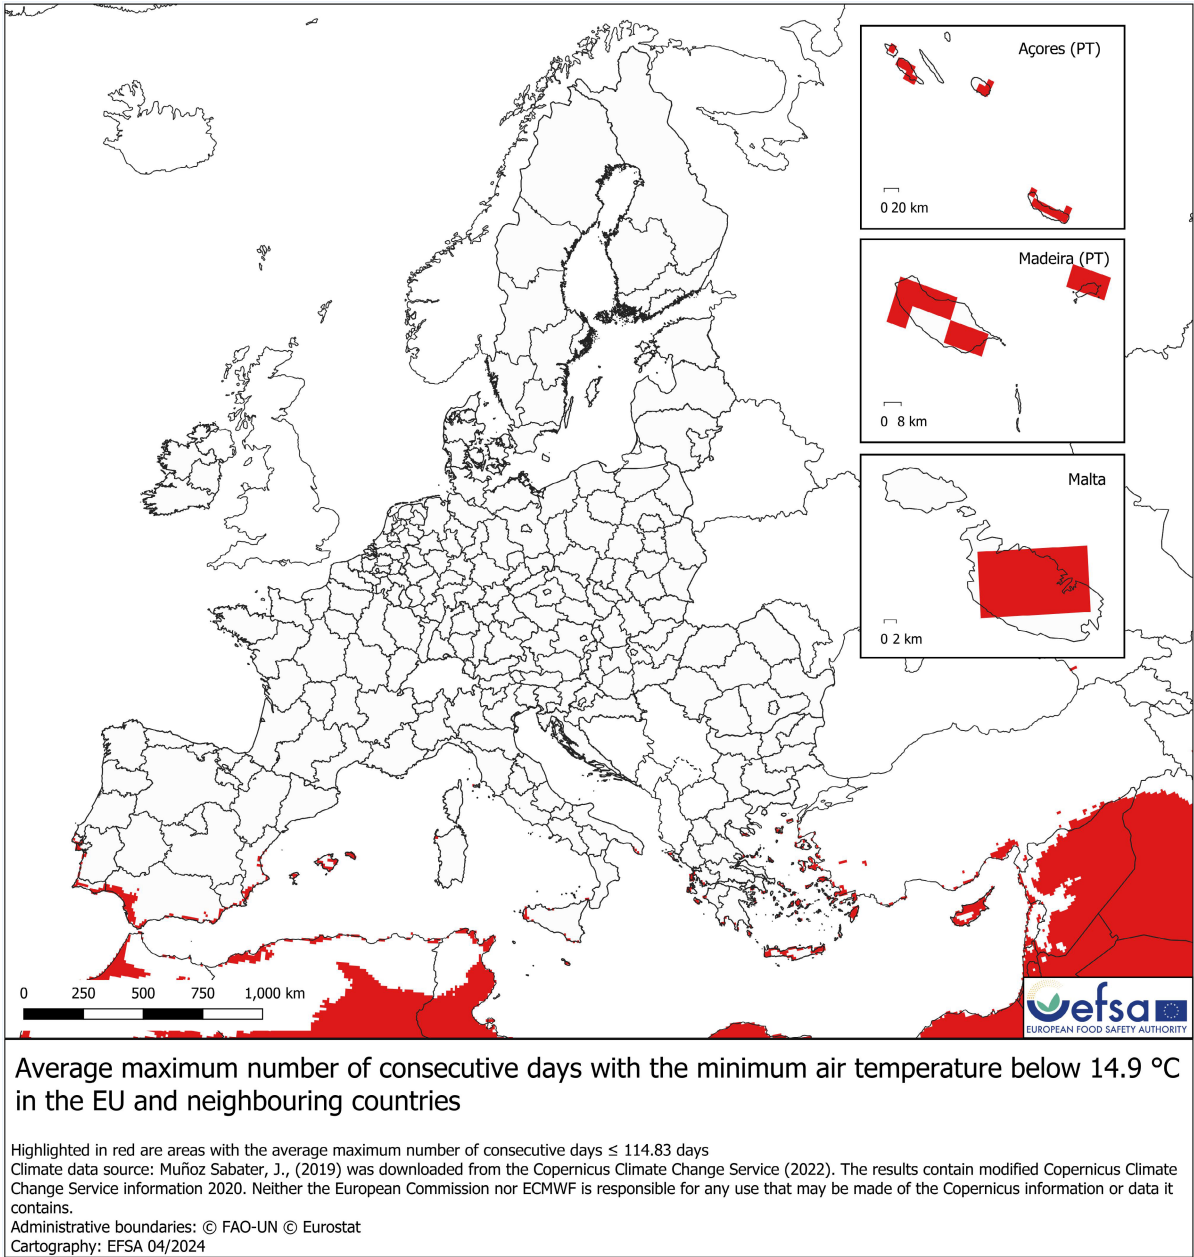 Açores (PT)
0 20 km
Madeira (PT)
0 8 km
Malta
0 2 km
0 250 500 750 1,000 km
efsa
EUROPEAN FOOD SAFETY AUTHORITY
Average maximum number of consecutive days with the minimum air temperature below 14.9 °C
in the EU and neighbouring countries
Highlighted in red are areas with the average maximum number of consecutive days ≤ 114.83 days
Climate data source: Muñoz Sabater, J., (2019) was downloaded from the Copernicus Climate Change Service (2022). The results contain modified Copernicus Climate
Change Service information 2020. Neither the European Commission nor ECMWF is responsible for any use that may be made of the Copernicus information or data it
contains.
Administrative boundaries: © FAO-UN © Eurostat
Cartography: EFSA 04/2024